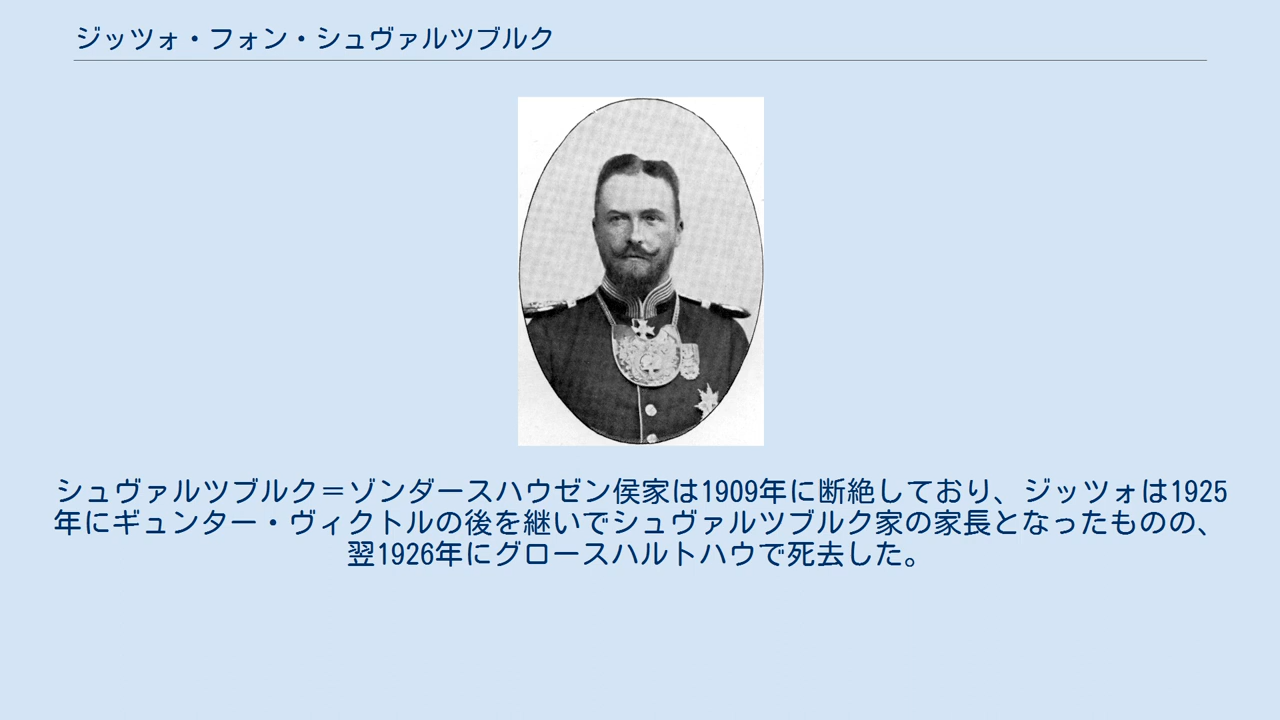 ジッツォ・フォン・シュヴァルツブルク
シュヴァルツブルク＝ゾンダースハウゼン侯家は1909年に断絶しており、ジッツォは1925
年にギュンター・ヴィクトルの後を継いでシュヴァルツブルク家の家長となったものの、
翌1926年にグロースハルトハウで死去した。